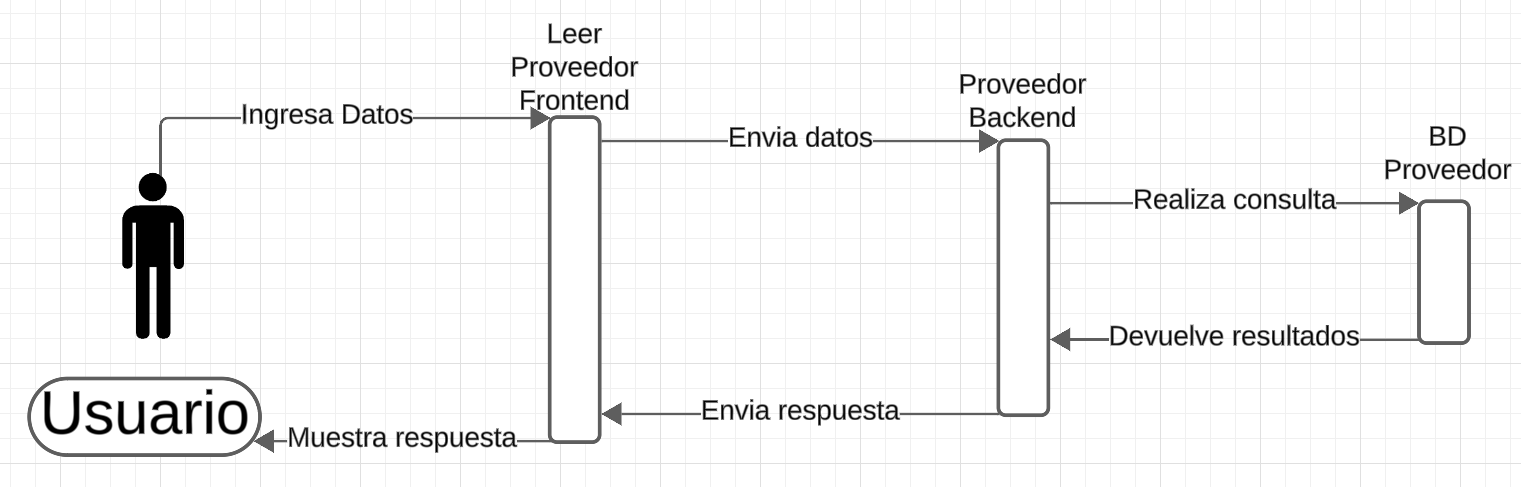 Leer
Proveedor
Frontend
Proveedor
Backend
BD
Proveedor
Ingresa Datos
Envia datos
Realiza consulta
Devuelve resultados
Envia respuesta
Muestra respuesta
Usuario